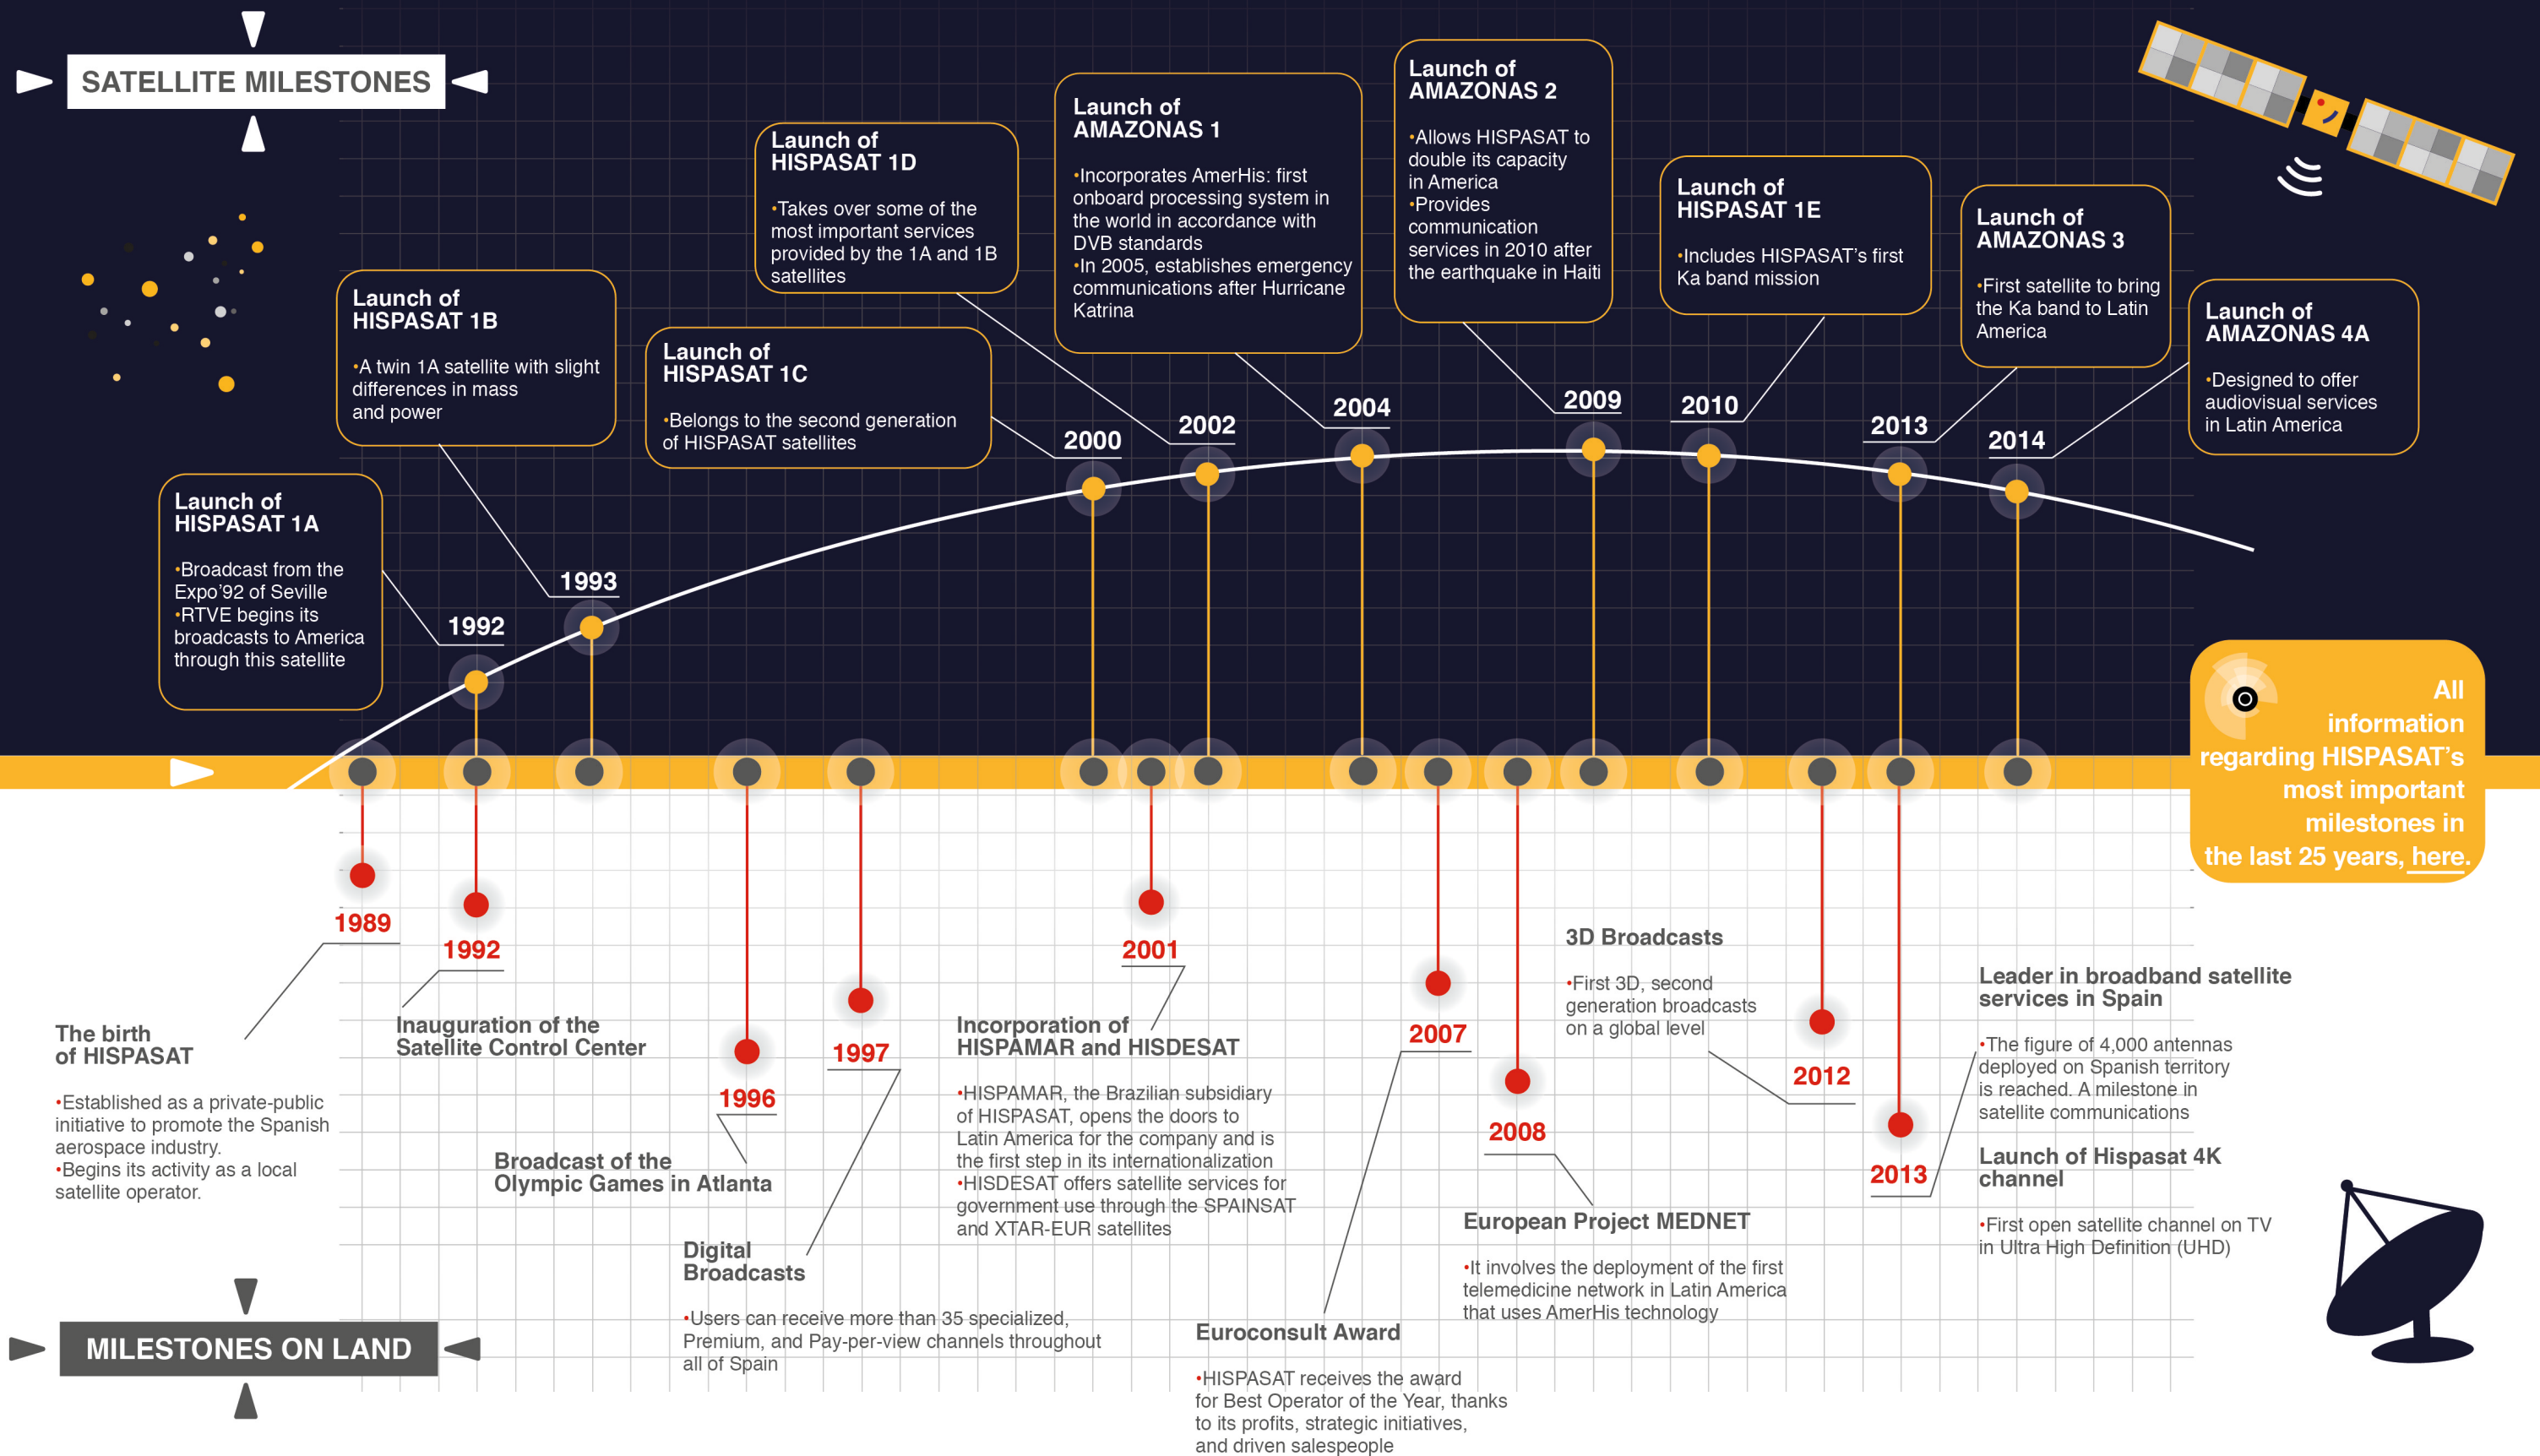 SATELLITE MILESTONES
Launch of
HISPASAT 1A
•Broadcast from the
Expo’92 of Seville
•RTVE begins its
broadcasts to America
through this satellite
1992
Launch of
HISPASAT 1B
•A twin 1A satellite with slight
differences in mass
and power
1993
Launch of
HISPASAT 1C
•Belongs to the second generation
of HISPASAT satellites
2000
Launch of
HISPASAT 1D
•Takes over some of the
most important services
provided by the 1A and 1B
satellites
2002
Launch of
AMAZONAS 1
•Incorporates AmerHis: first
onboard processing system in
the world in accordance with
DVB standards
•In 2005, establishes emergency
communications after Hurricane
Katrina
2004
Launch of
AMAZONAS 2
•Allows HISPASAT to
double its capacity
in America
•Provides
communication
services in 2010 after
the earthquake in Haiti
2009
Launch of
HISPASAT 1E
•Includes HISPASAT’s first
Ka band mission
2010
Launch of
AMAZONAS 3
•First satellite to bring
the Ka band to Latin
America
2013
Launch of
AMAZONAS 4A
•Designed to offer
audiovisual services
in Latin America
2014
All
information
regarding HISPASAT’s
most important
milestones in
the last 25 years, here.
1989
The birth
of HISPASAT
•Established as a private-public
initiative to promote the Spanish
aerospace industry.
•Begins its activity as a local
satellite operator.
1992
Inauguration of the
Satellite Control Center
1996
Broadcast of the
Olympic Games in Atlanta
1997
Digital
Broadcasts
•Users can receive more than 35 specialized,
Premium, and Pay-per-view channels throughout
all of Spain
2001
Incorporation of
HISPAMAR and HISDESAT
•HISPAMAR, the Brazilian subsidiary
of HISPASAT, opens the doors to
Latin America for the company and is
the first step in its internationalization
•HISDESAT offers satellite services for
government use through the SPAINSAT
and XTAR-EUR satellites
2007
Euroconsult Award
•HISPASAT receives the award
for Best Operator of the Year, thanks
to its profits, strategic initiatives,
and driven salespeople
2008
European Project MEDNET
•It involves the deployment of the first
telemedicine network in Latin America
that uses AmerHis technology
3D Broadcasts
•First 3D, second
generation broadcasts
on a global level
2012
2013
Leader in broadband satellite
services in Spain
•The figure of 4,000 antennas
deployed on Spanish territory
is reached. A milestone in
satellite communications
Launch of Hispasat 4K
channel
•First open satellite channel on TV
in Ultra High Definition (UHD)
MILESTONES ON LAND